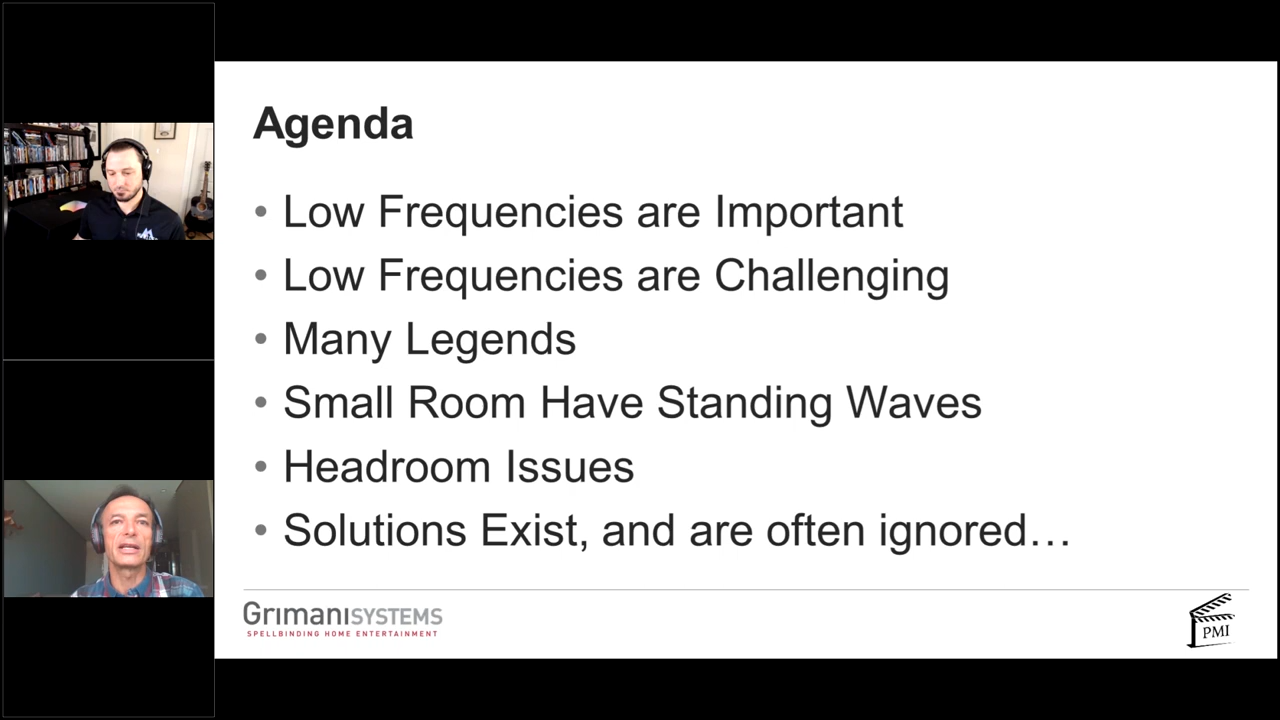 Agenda
• Low Frequencies are Important
• Low Frequencies are Challenging
• Many Legends
• Small Room Have Standing Waves
• Headroom Issues
• Solutions Exist, and are often ignored…
GrimaniSYSTEMS
SPELLBINDING HOME ENTERTAINMENT
PMI